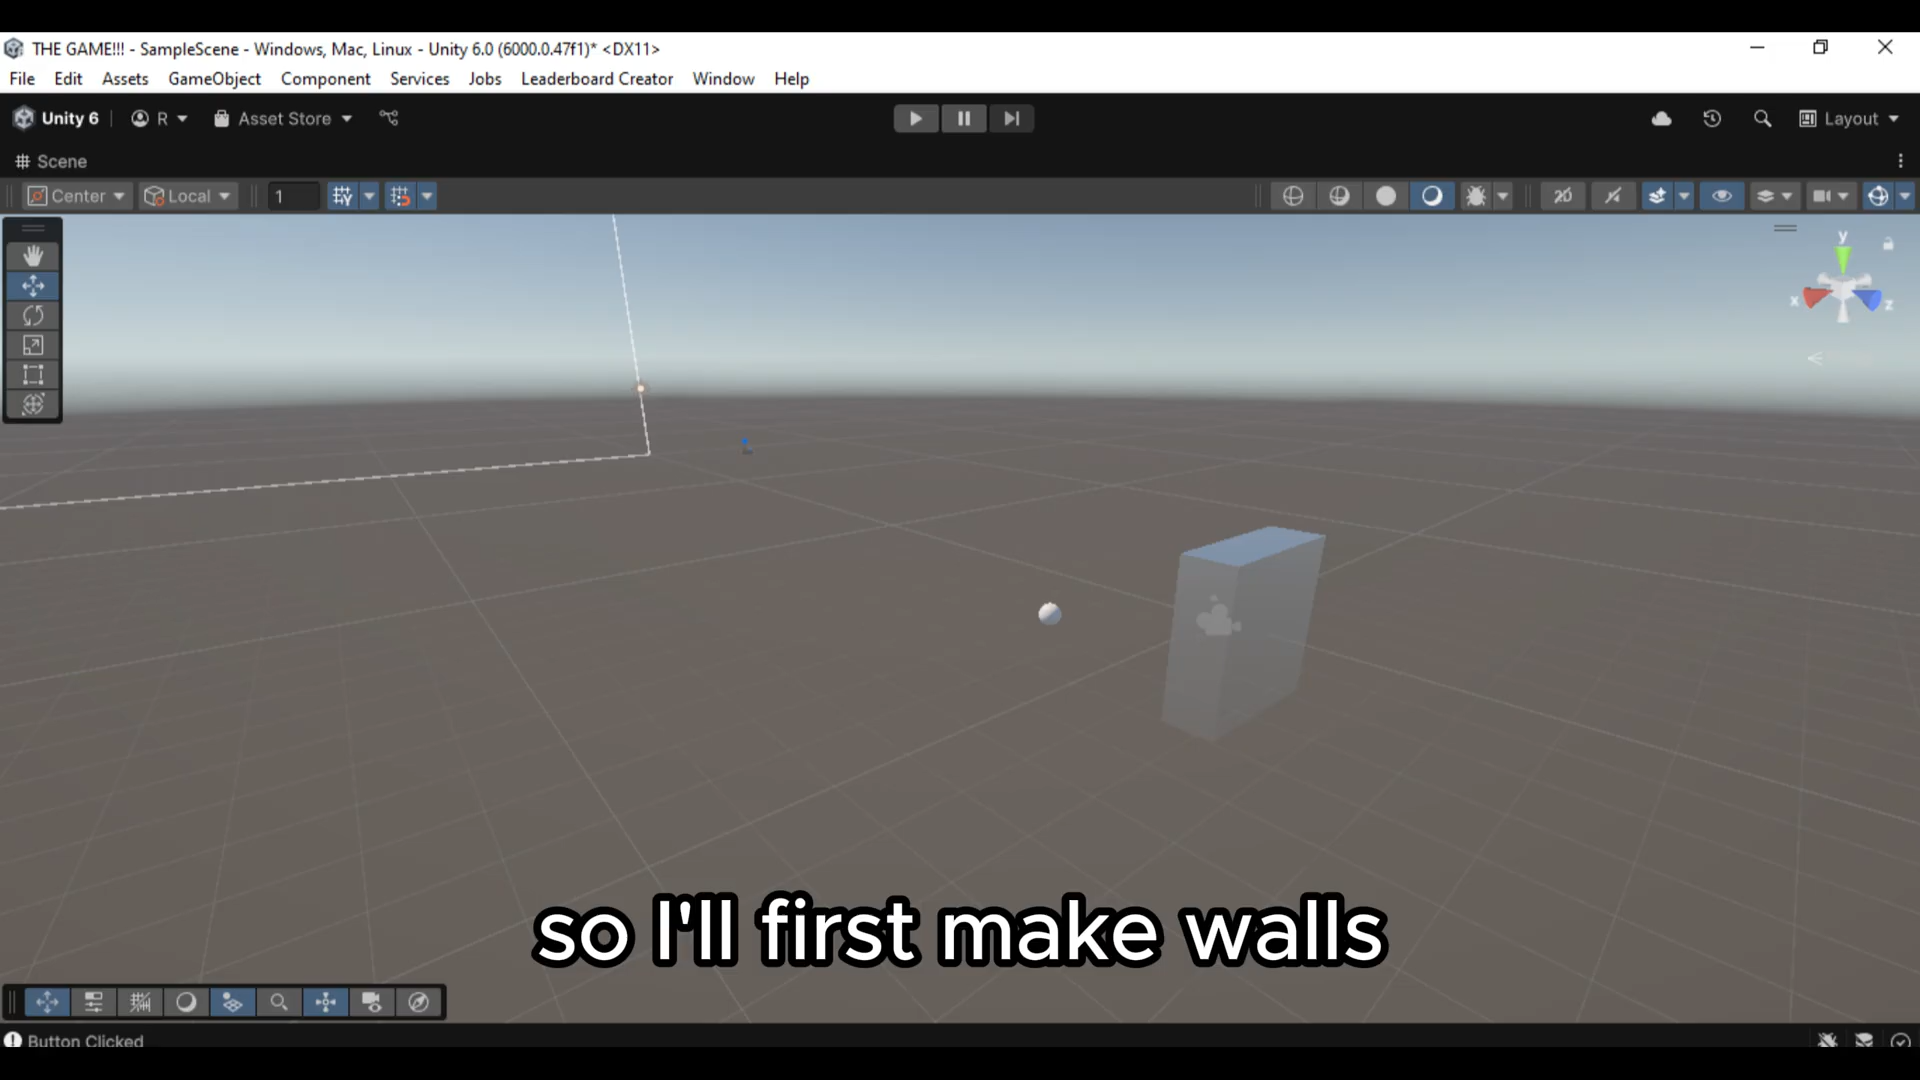 THE GAME!!! - SampleScene - Windows, Mac, Linux - Unity 6.0 (6000.0.47f1)* <DX11>
File Edit Assets GameObject Component Services Jobs Leaderboard Creator Window Help
Unity 6 R Asset Store Layout
Scene
Center Local 1 2D
y
x z
so I'll first make walls
Button Clicked